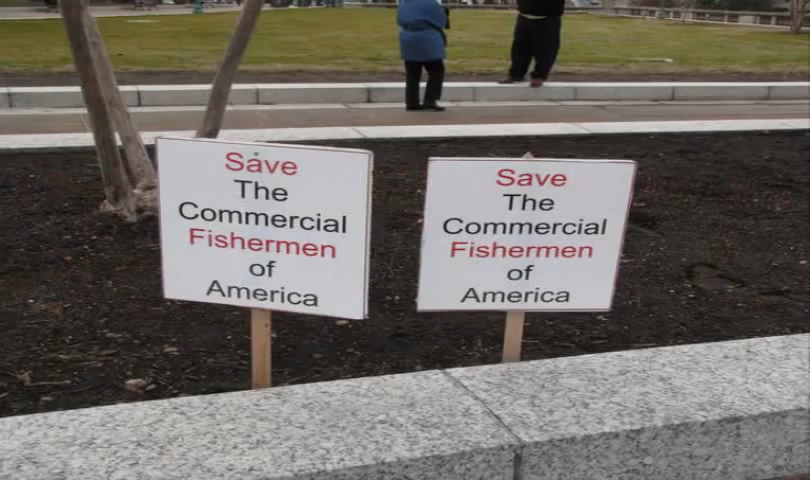 Save
The
Commercial
Fishermen
of
America
Save
The
Commercial
Fishermen
of
America